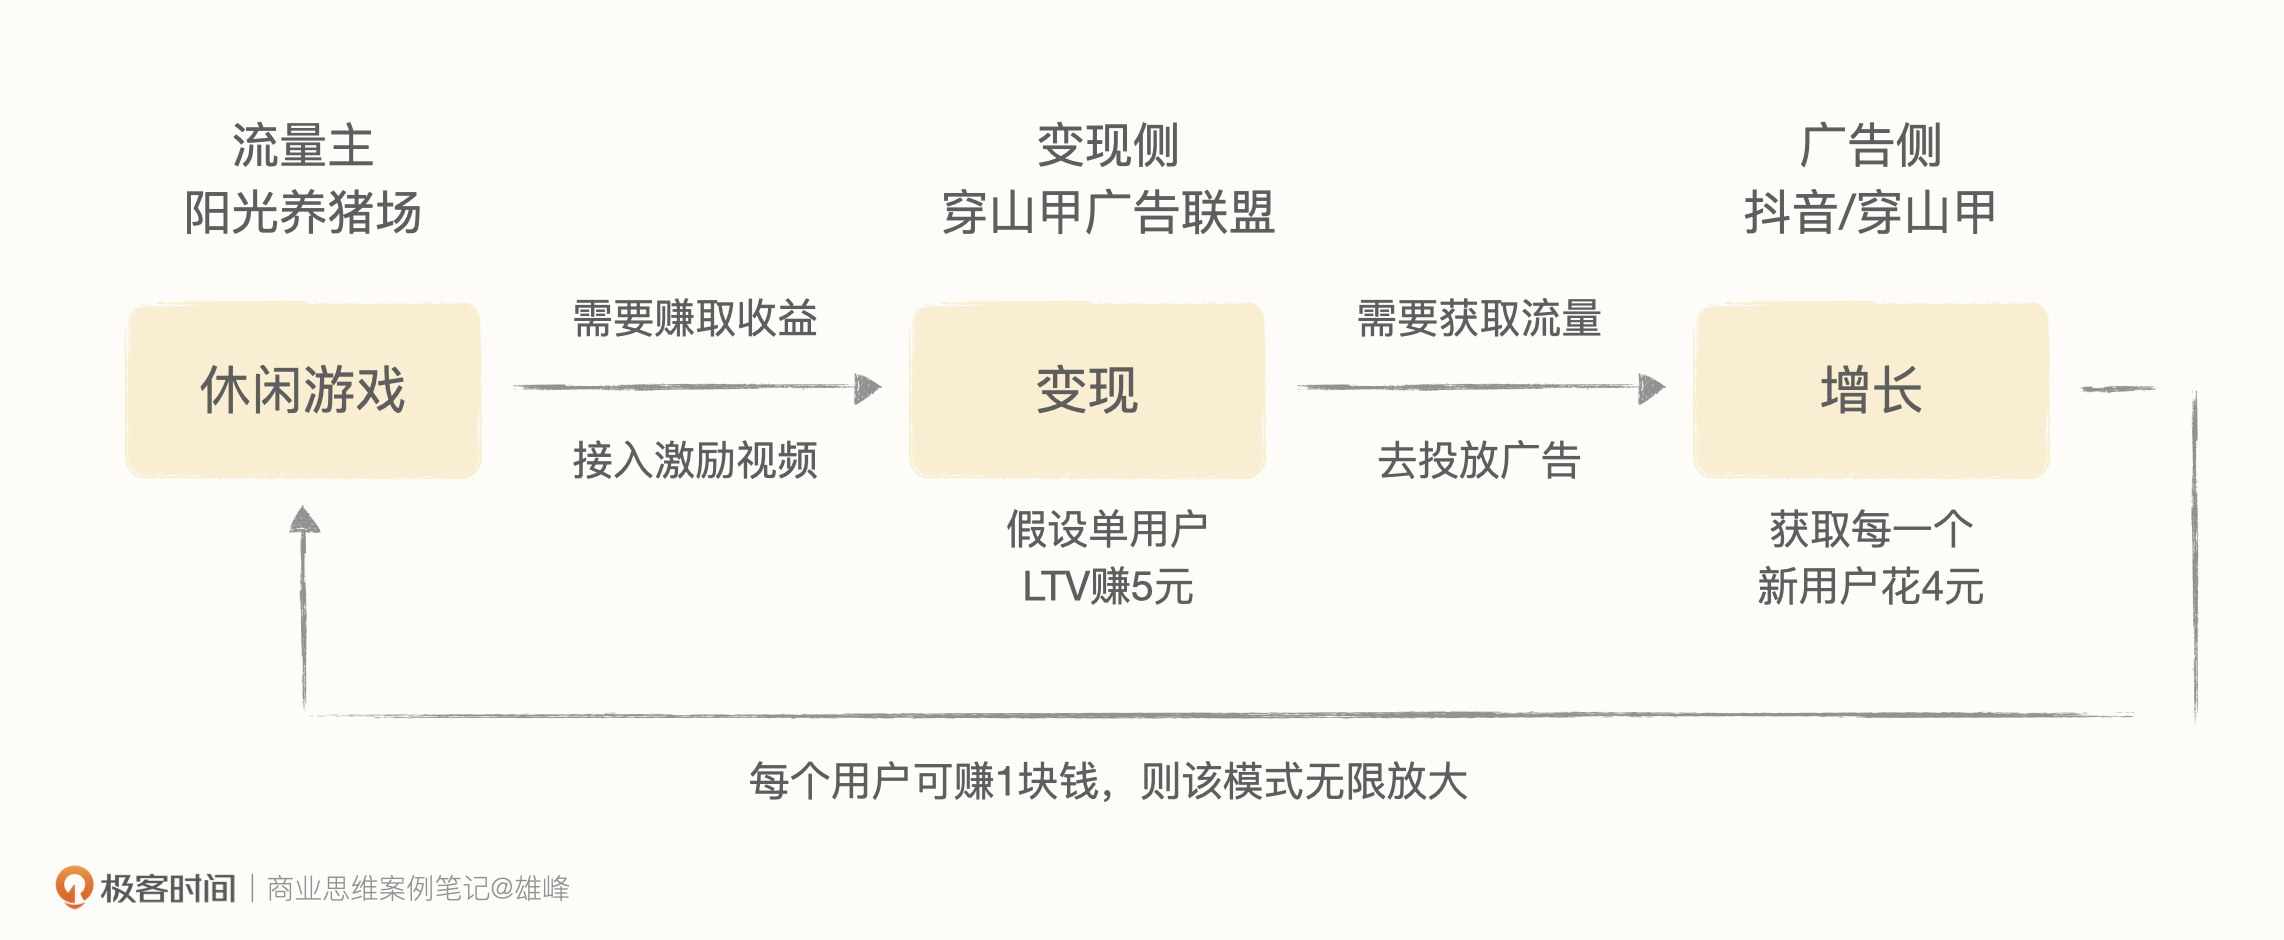 流量主
阳光养猪场
变现侧
穿山甲广告联盟
广告侧
抖音/穿山甲
休闲游戏
需要赚取收益
接入激励视频
变现
需要获取流量
去投放广告
增长
假设单用户
LTV赚5元
获取每一个
新用户花4元
每个用户可赚1块钱，则该模式无限放大
极客时间 | 商业思维案例笔记@雄峰